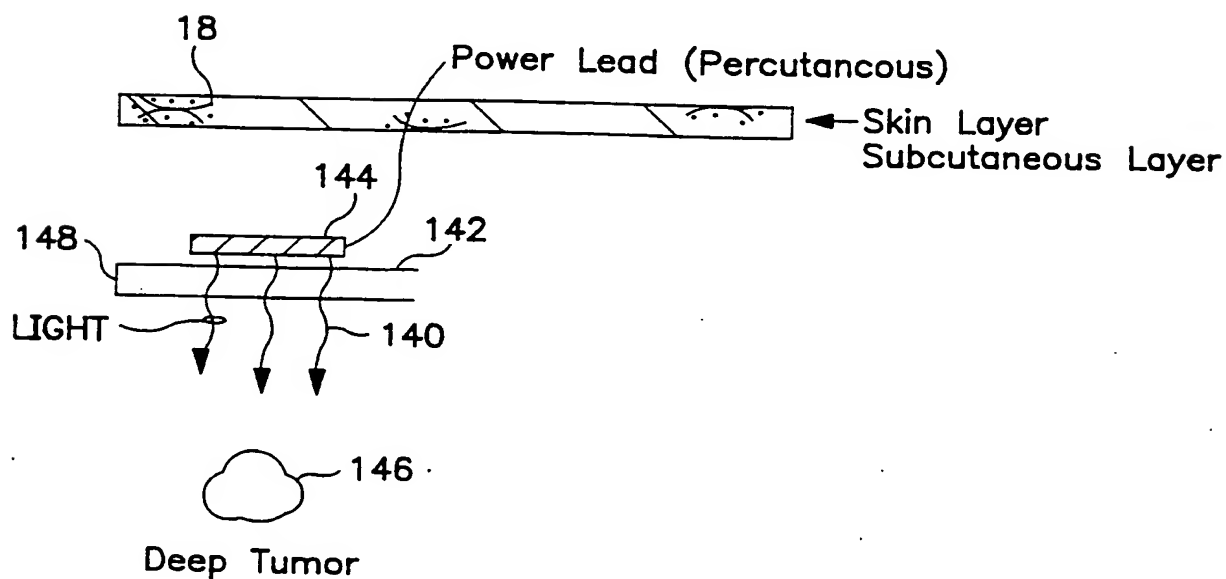 18
Power Lead (Percutancous)
Skin Layer
Subcutaneous Layer
144
142
148
LIGHT
140
146
Deep Tumor